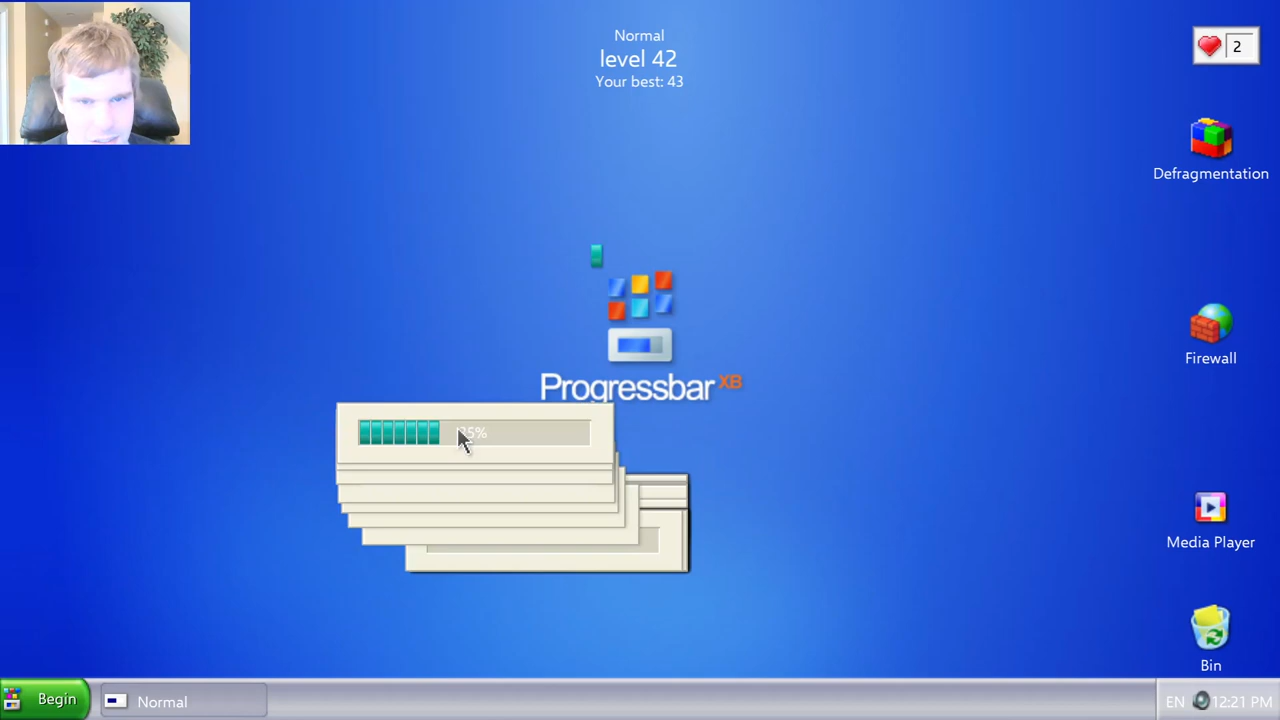 Normal
level 42
Your best: 43
2
Defragmentation
Progressbar XB
Firewall
Media Player
Bin
Begin
Normal
EN
12:21 PM